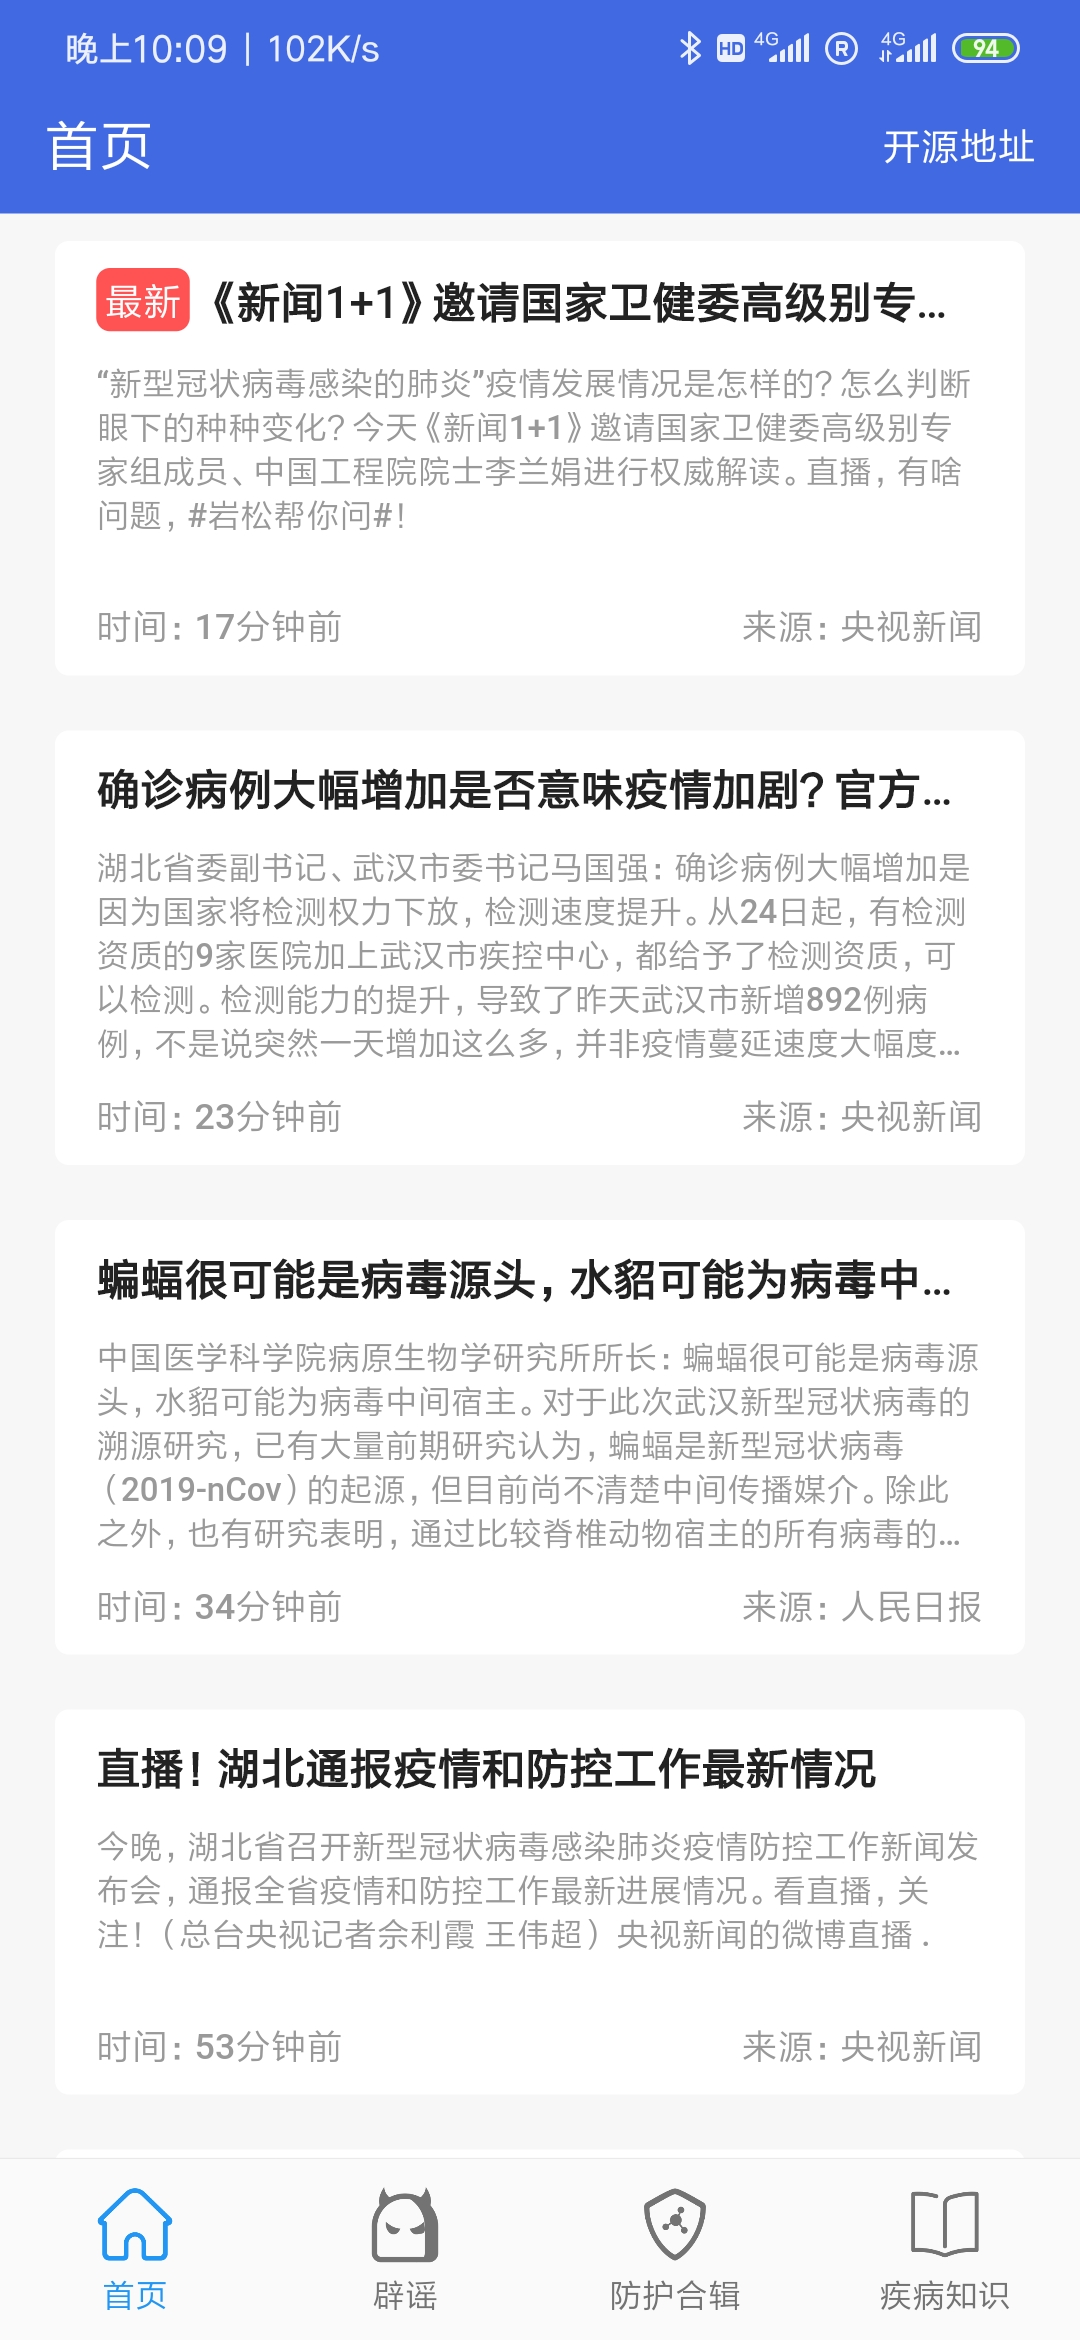 晚上10:09 | 102K/s
HD 4G R 4G 94
首页
开源地址
最新 《新闻1+1》邀请国家卫健委高级别专...
“新型冠状病毒感染的肺炎”疫情发展情况是怎样的？怎么判断
眼下的种种变化？今天《新闻1+1》邀请国家卫健委高级别专
家组成员、中国工程院院士李兰娟进行权威解读。直播，有啥
问题，#岩松帮你问#！
时间：17分钟前
来源：央视新闻
确诊病例大幅增加是否意味疫情加剧？官方...
湖北省委副书记、武汉市委书记马国强：确诊病例大幅增加是
因为国家将检测权力下放，检测速度提升。从24日起，有检测
资质的9家医院加上武汉市疾控中心，都给予了检测资质，可
以检测。检测能力的提升，导致了昨天武汉市新增892例病
例，不是说突然一天增加这么多，并非疫情蔓延速度大幅度...
时间：23分钟前
来源：央视新闻
蝙蝠很可能是病毒源头，水貂可能为病毒中...
中国医学科学院病原生物学研究所所长：蝙蝠很可能是病毒源
头，水貂可能为病毒中间宿主。对于此次武汉新型冠状病毒的
溯源研究，已有大量前期研究认为，蝙蝠是新型冠状病毒
（2019-nCov）的起源，但目前尚不清楚中间传播媒介。除此
之外，也有研究表明，通过比较脊椎动物宿主的所有病毒的...
时间：34分钟前
来源：人民日报
直播！湖北通报疫情和防控工作最新情况
今晚，湖北省召开新型冠状病毒感染肺炎疫情防控工作新闻发
布会，通报全省疫情和防控工作最新进展情况。看直播，关
注！（总台央视记者佘利霞 王伟超）央视新闻的微博直播 .
时间：53分钟前
来源：央视新闻
首页
辟谣
防护合辑
疾病知识